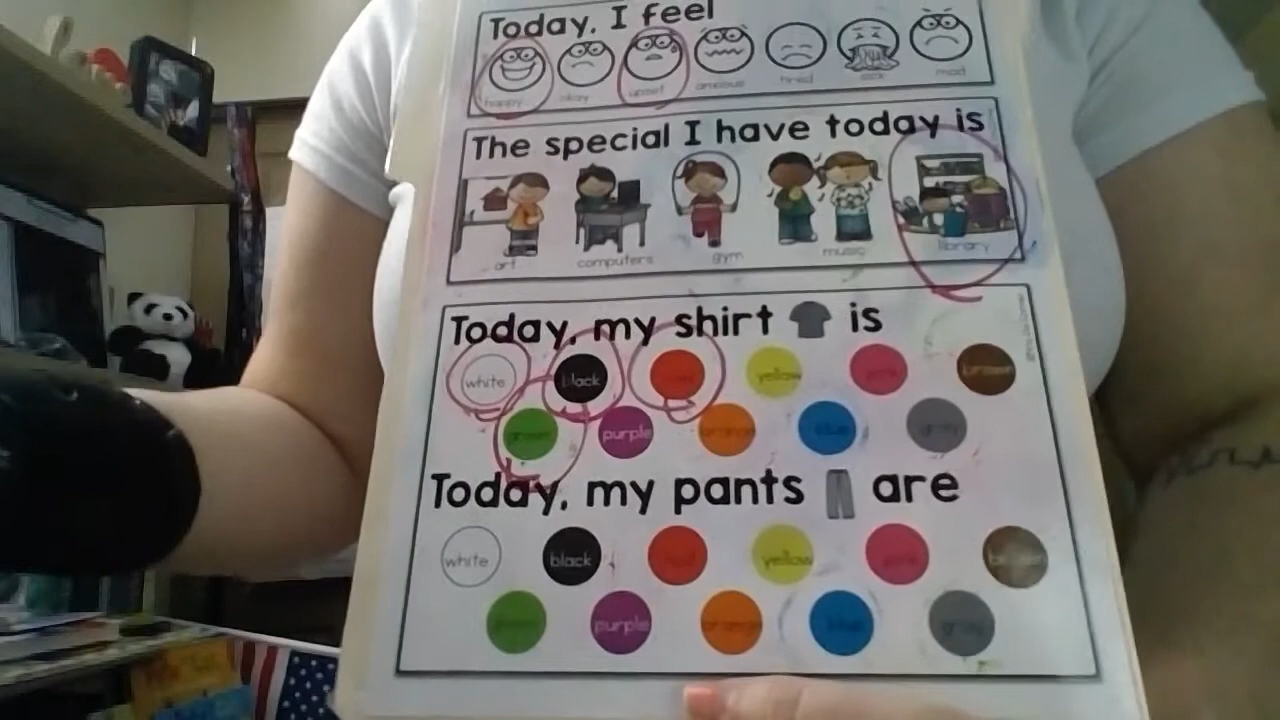 Today, I feel
happy okay upset anxious tired sick mad
The special I have today is
art computers gym music library
Today, my shirt is
white black yellow pink brown
green purple orange blue gray
Today, my pants are
white black red yellow pink brown
green purple orange blue gray